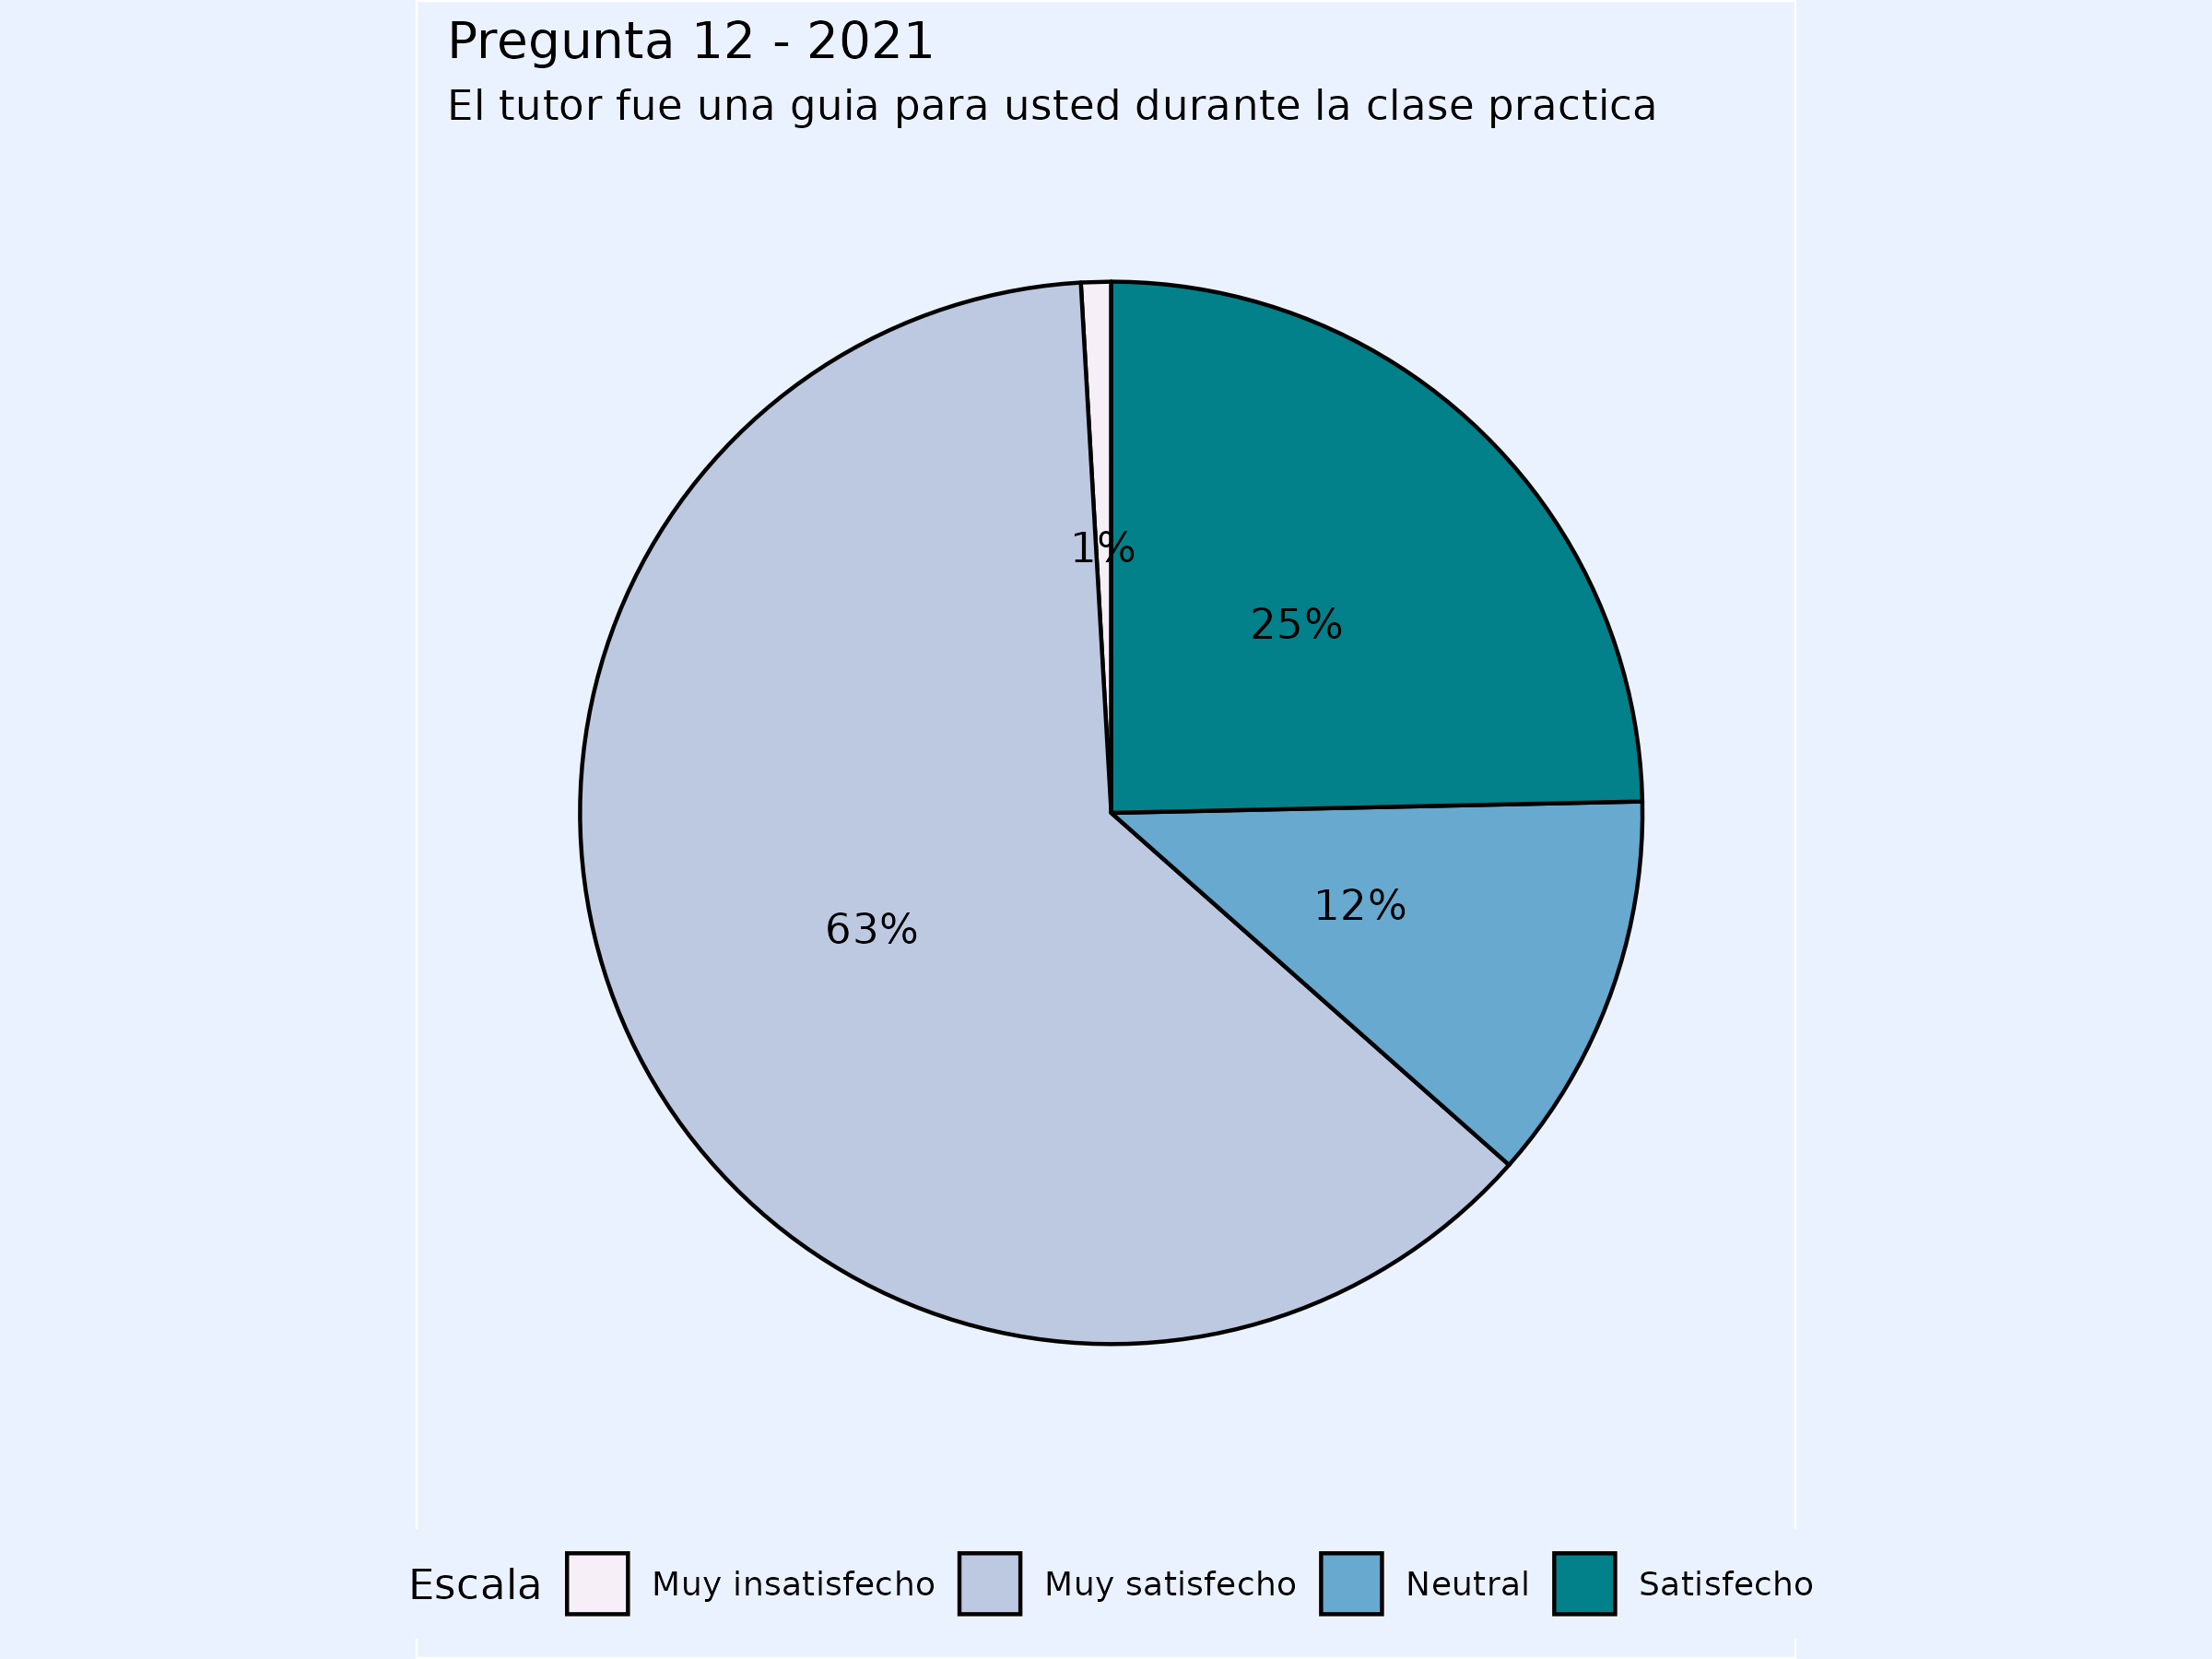 Pregunta 12 - 2021
El tutor fue una guia para usted durante la clase practica
1%
25%
12%
63%
Escala Muy insatisfecho Muy satisfecho Neutral Satisfecho